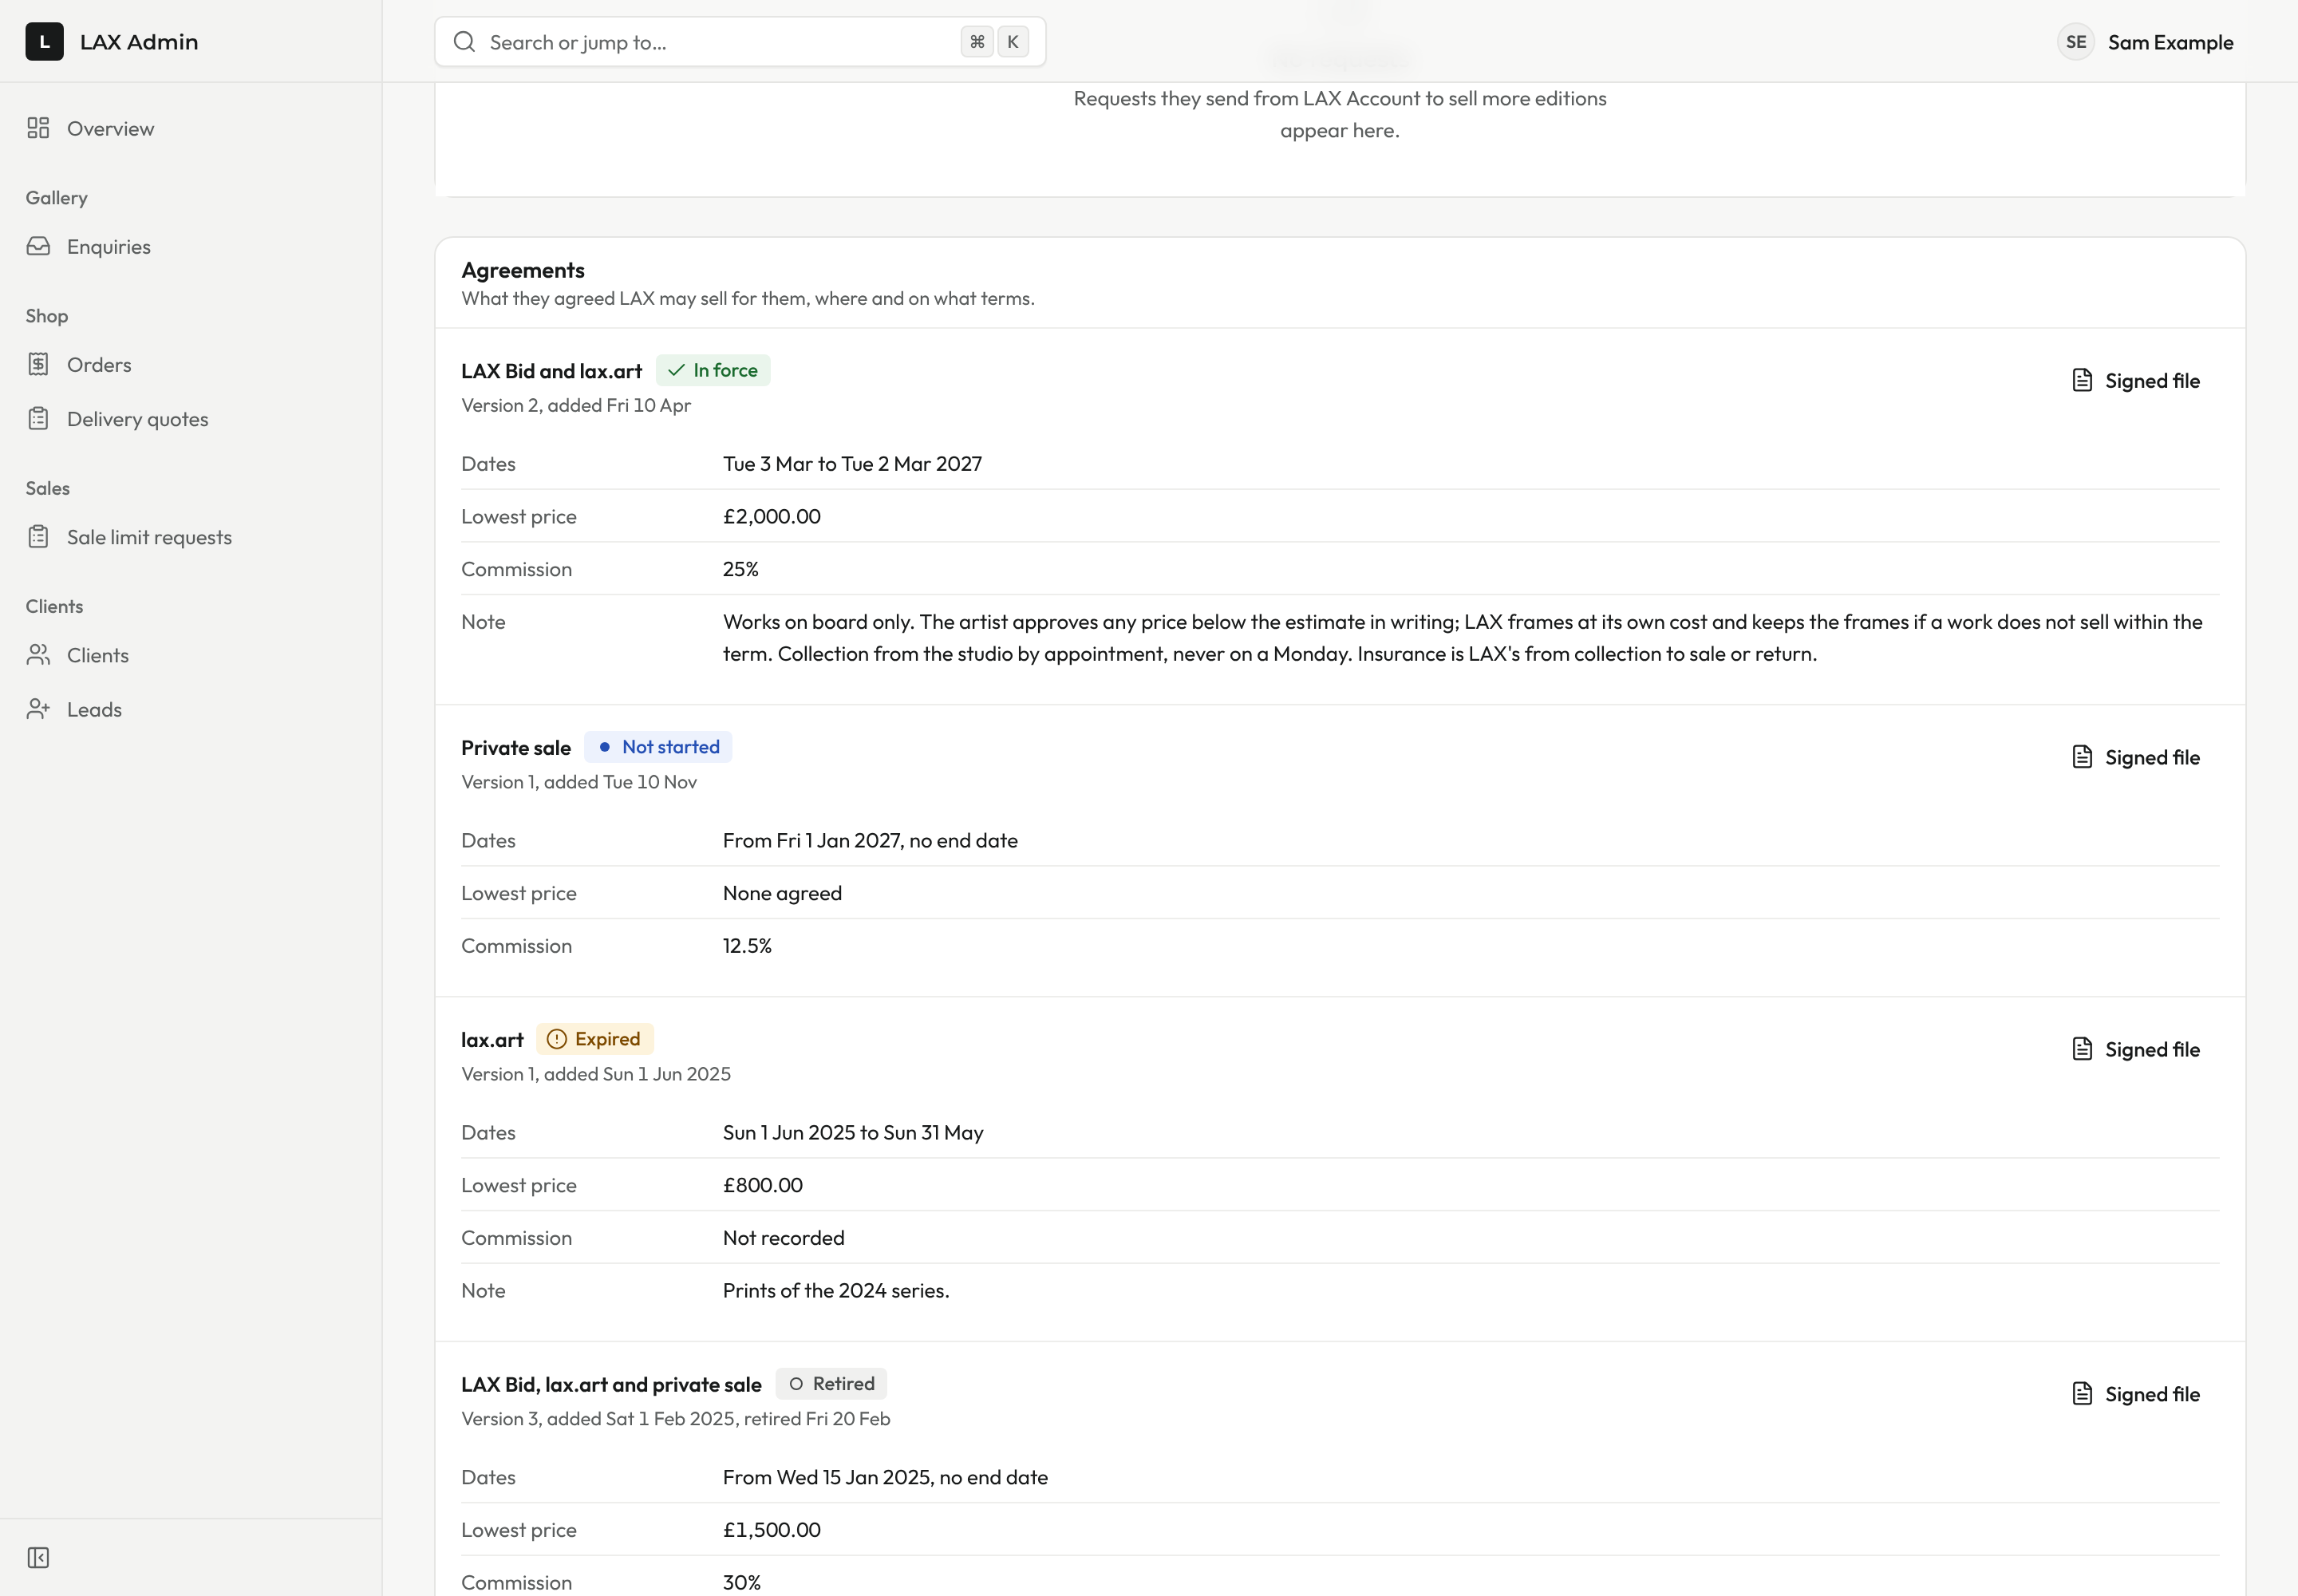 L LAX Admin
Search or jump to...
⌘ K
SE Sam Example
Overview
Gallery
Enquiries
Shop
Orders
Delivery quotes
Sales
Sale limit requests
Clients
Clients
Leads
Requests they send from LAX Account to sell more editions
appear here.
Agreements
What they agreed LAX may sell for them, where and on what terms.
LAX Bid and lax.art In force
Signed file
Version 2, added Fri 10 Apr
Dates Tue 3 Mar to Tue 2 Mar 2027
Lowest price £2,000.00
Commission 25%
Note Works on board only. The artist approves any price below the estimate in writing; LAX frames at its own cost and keeps the frames if a work does not sell within the
term. Collection from the studio by appointment, never on a Monday. Insurance is LAX's from collection to sale or return.
Private sale Not started
Signed file
Version 1, added Tue 10 Nov
Dates From Fri 1 Jan 2027, no end date
Lowest price None agreed
Commission 12.5%
lax.art Expired
Signed file
Version 1, added Sun 1 Jun 2025
Dates Sun 1 Jun 2025 to Sun 31 May
Lowest price £800.00
Commission Not recorded
Note Prints of the 2024 series.
LAX Bid, lax.art and private sale Retired
Signed file
Version 3, added Sat 1 Feb 2025, retired Fri 20 Feb
Dates From Wed 15 Jan 2025, no end date
Lowest price £1,500.00
Commission 30%